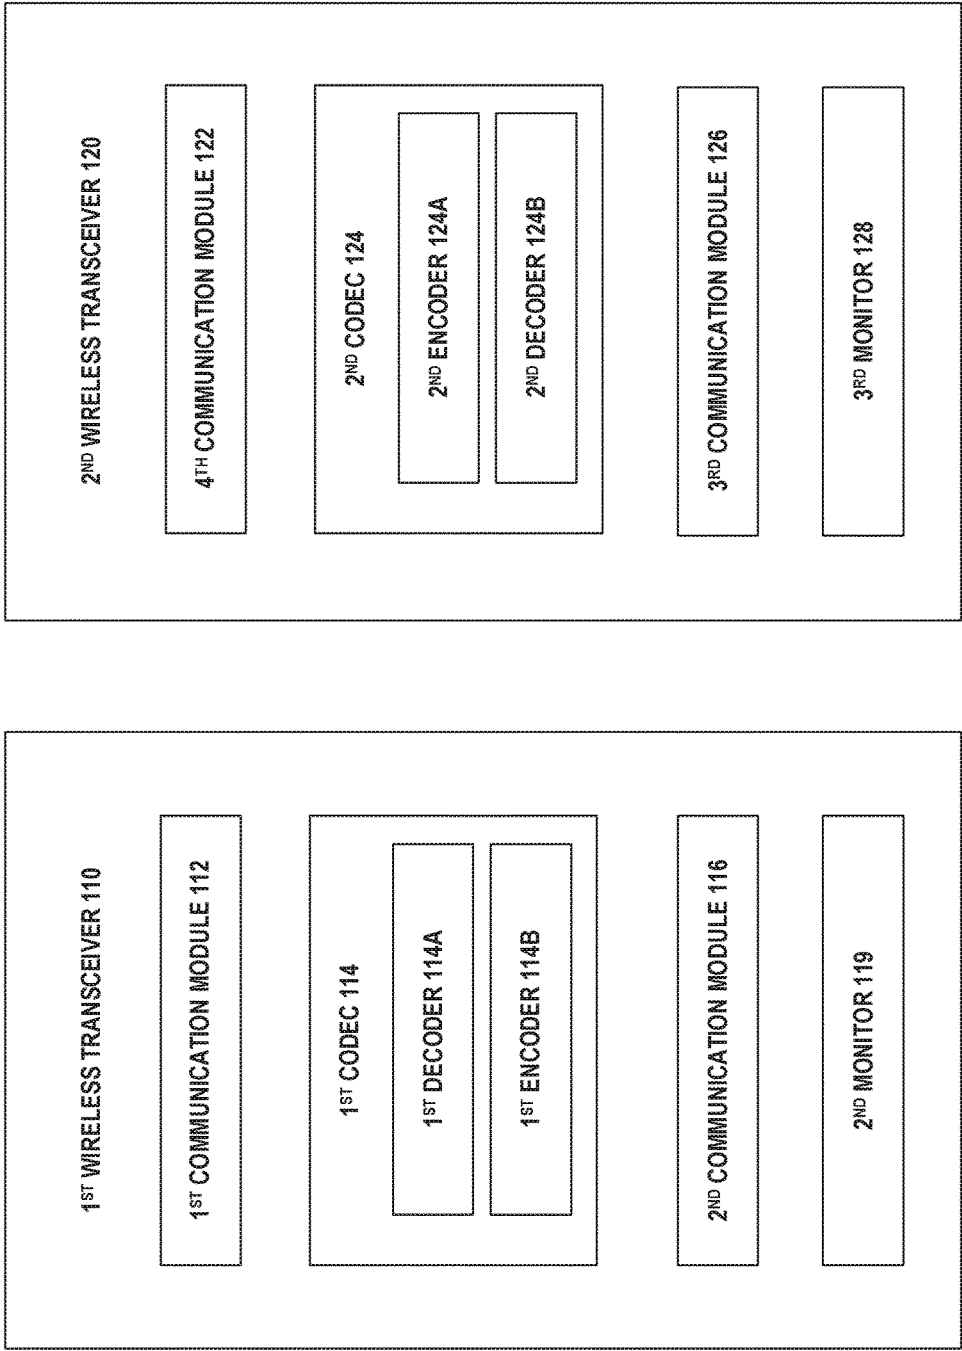 1ST WIRELESS TRANSCEIVER 110
1ST COMMUNICATION MODULE 112
1ST CODEC 114
1ST DECODER 114A
1ST ENCODER 114B
2ND COMMUNICATION MODULE 116
2ND MONITOR 119
2ND WIRELESS TRANSCEIVER 120
4TH COMMUNICATION MODULE 122
2ND CODEC 124
2ND ENCODER 124A
2ND DECODER 124B
3RD COMMUNICATION MODULE 126
3RD MONITOR 128